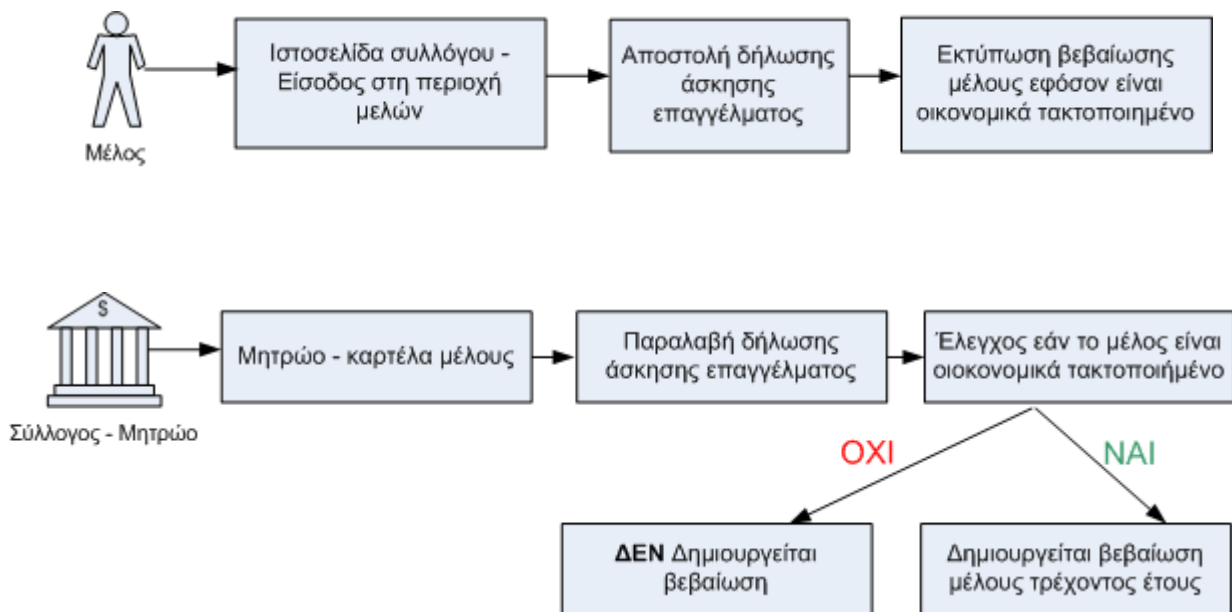 Ιστοσελίδα συλλόγου -
Είσοδος στη περιοχή
μελών
Αποστολή δήλωσης
άσκησης
επαγγέλματος
Εκτύπωση βεβαίωσης
μέλους εφόσον είναι
οικονομικά τακτοποιημένο
Μέλος
S
Μητρώο - καρτέλα μέλους
Παραλαβή δήλωσης
άσκησης επαγγέλματος
Έλεγχος εάν το μέλος είναι
οιοκονομικά τακτοποιήμένο
Σύλλογος - Μητρώο
ΟΧΙ
ΝΑΙ
ΔΕΝ Δημιουργείται
βεβαίωση
Δημιουργείται βεβαίωση
μέλους τρέχοντος έτους